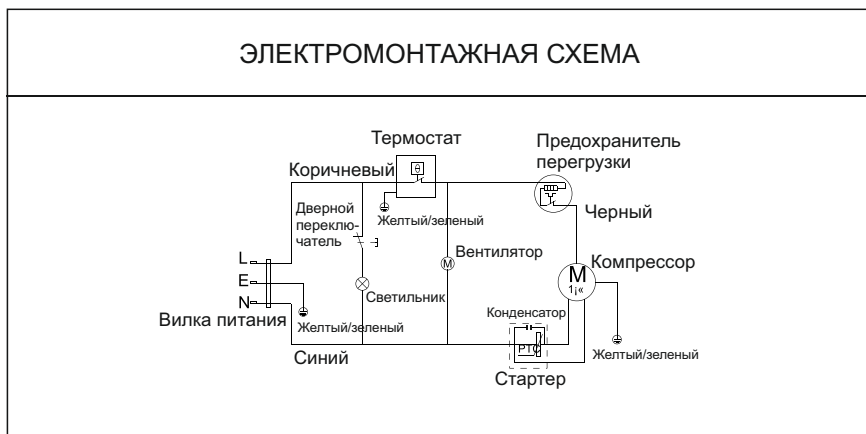 ЭЛЕКТРОМОНТАЖНАЯ СХЕМА
Термостат
Предохранитель
перегрузки
Коричневый
θ
Дверной
переклю-
чатель
Желтый/зеленый
Черный
Вентилятор
M
L
E
N
Компрессор
M
1¡«
Светильник
Вилка питания
Желтый/зеленый
Конденсатор
PTC
Желтый/зеленый
Синий
Стартер